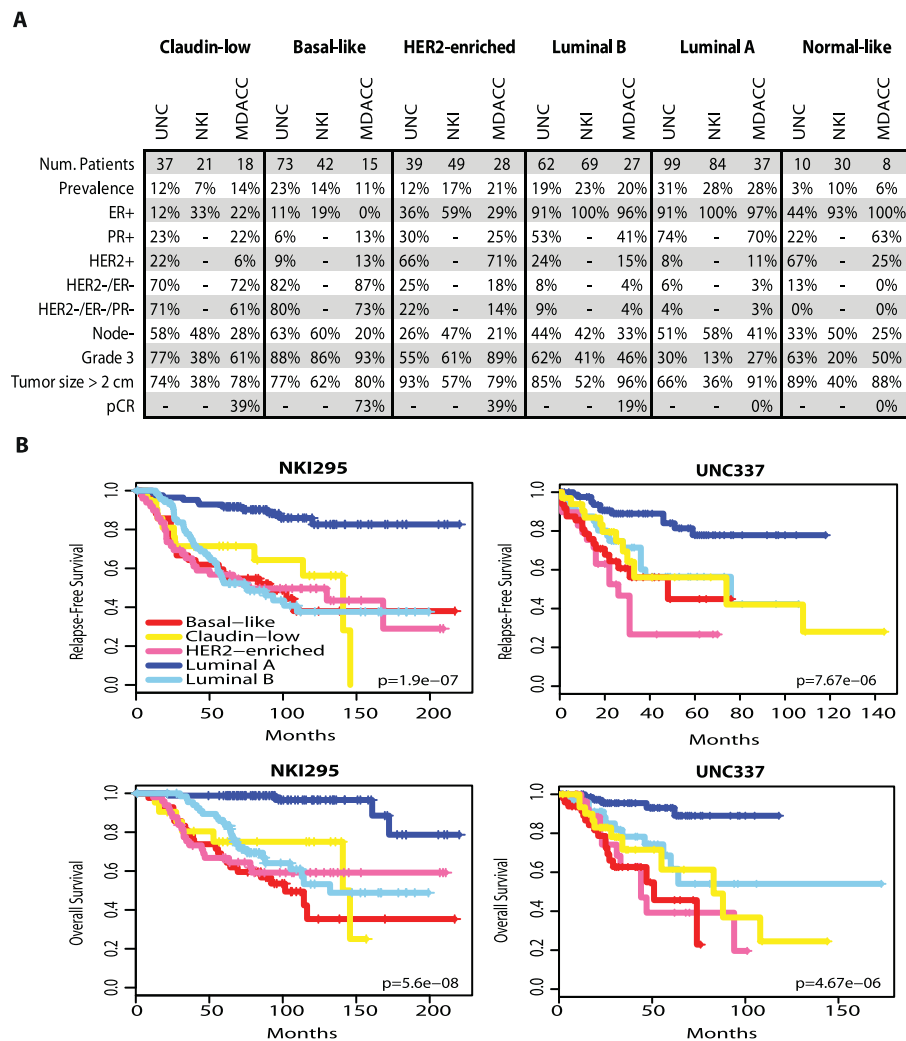 A
Claudin-low Basal-like HER2-enriched Luminal B Luminal A Normal-like
UNC NKI MDACC UNC NKI MDACC UNC NKI MDACC UNC NKI MDACC UNC NKI MDACC UNC NKI MDACC
Num. Patients 37 21 18 73 42 15 39 49 28 62 69 27 99 84 37 10 30 8
Prevalence 12% 7% 14% 23% 14% 11% 12% 17% 21% 19% 23% 20% 31% 28% 28% 3% 10% 6%
ER+ 12% 33% 22% 11% 19% 0% 36% 59% 29% 91% 100% 96% 91% 100% 97% 44% 93% 100%
PR+ 23% - 22% 6% 13% 30% - 25% 53% - 41% 74% - 70% 22% - 63%
HER2+ 22% - 6% 9% - 13% 66% - 71% 24% - 15% 8% - 11% 67% - 25%
HER2-/ER- 70% - 72% 82% - 87% 25% - 18% 8% - 4% 6% - 3% 13% - 0%
HER2-/ER-/PR- 71% - 61% 80% - 73% 22% - 14% 9% - 4% 4% - 3% 0% - 0%
Node- 58% 48% 28% 63% 60% 20% 26% 47% 21% 44% 42% 33% 51% 58% 41% 33% 50% 25%
Grade 3 77% 38% 61% 88% 86% 93% 55% 61% 89% 62% 41% 46% 30% 13% 27% 63% 20% 50%
Tumor size > 2 cm 74% 38% 78% 77% 62% 80% 93% 57% 79% 85% 52% 96% 66% 36% 91% 89% 40% 88%
pCR - - 39% - - 73% - - 39% - - 19% - - 0% - - 0%
B
NKI295
Relapse-Free Survival
1.0
0.8
0.6
0.4
0.2
0.0
Basal-like
Claudin-low
HER2-enriched
Luminal A
Luminal B
p=1.9e-07
0 50 100 150 200
Months
UNC337
Relapse-Free Survival
1.0
0.8
0.6
0.4
0.2
0.0
p=7.67e-06
0 20 40 60 80 100 120 140
Months
NKI295
Overall Survival
1.0
0.8
0.6
0.4
0.2
0.0
p=5.6e-08
0 50 100 150 200
Months
UNC337
Overall Survival
1.0
0.8
0.6
0.4
0.2
0.0
p=4.67e-06
0 50 100 150
Months